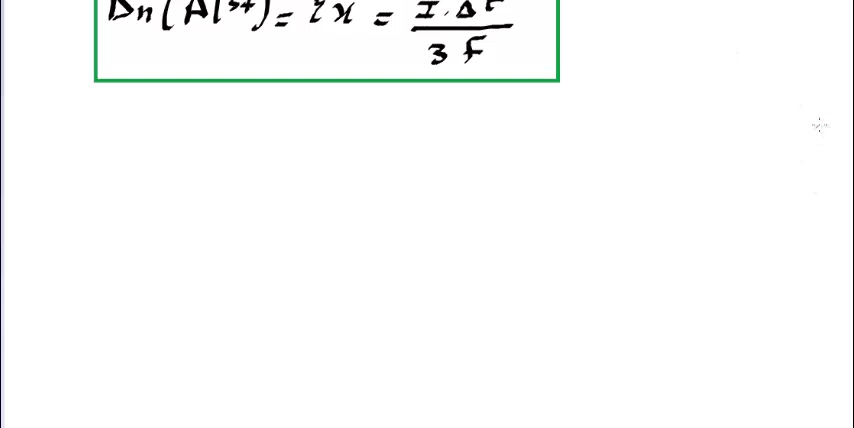 Δn(Al³⁺) = 2x = I.Δt / 3F